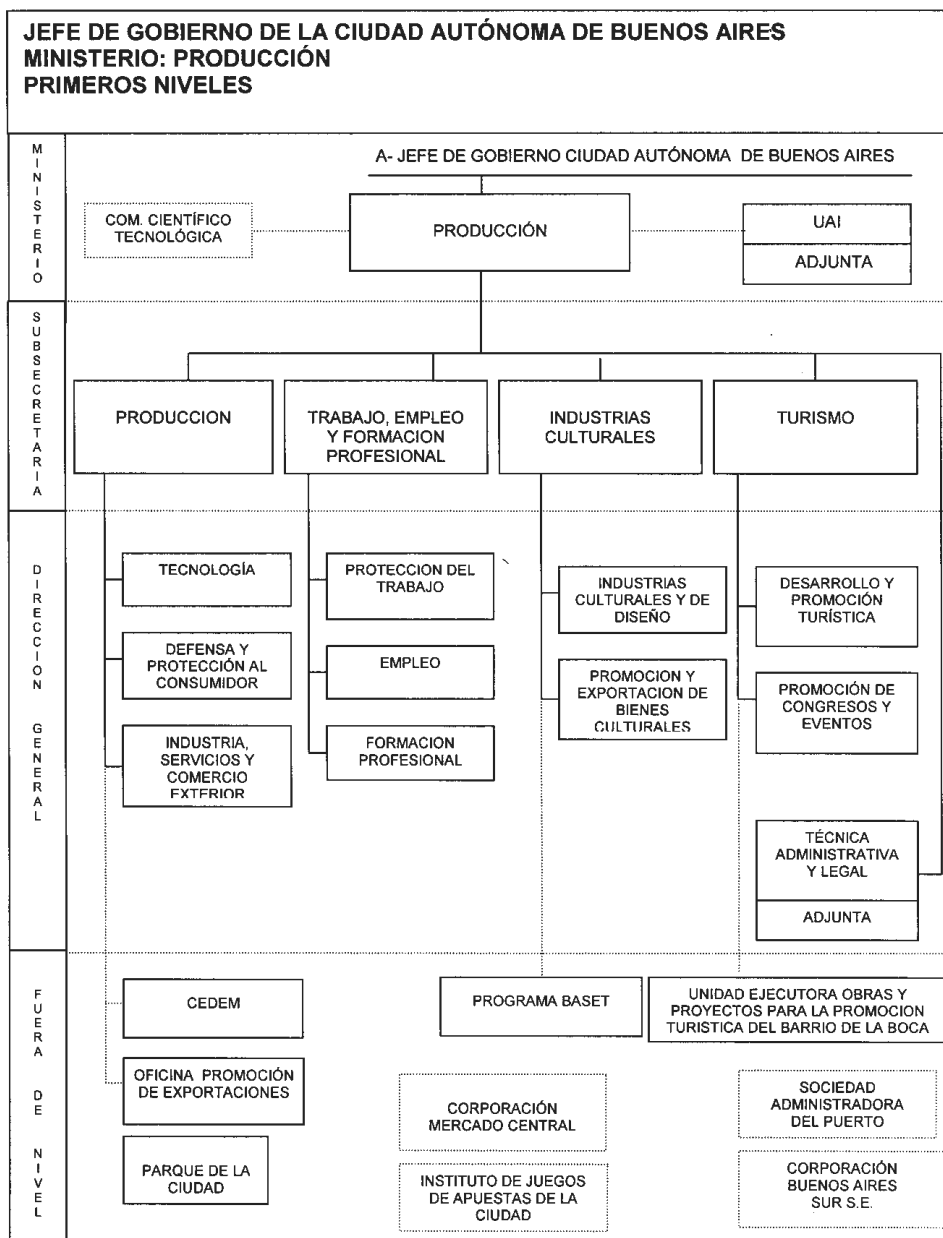 JEFE DE GOBIERNO DE LA CIUDAD AUTÓNOMA DE BUENOS AIRES
MINISTERIO: PRODUCCIÓN
PRIMEROS NIVELES
MINISTERIO
A- JEFE DE GOBIERNO CIUDAD AUTÓNOMA DE BUENOS AIRES
COM. CIENTÍFICO
TECNOLÓGICA
PRODUCCIÓN
UAI
ADJUNTA
SUBSECRETARIA
PRODUCCION
TRABAJO, EMPLEO
Y FORMACION
PROFESIONAL
INDUSTRIAS
CULTURALES
TURISMO
DIRECCION GENERAL
TECNOLOGÍA
DEFENSA Y
PROTECCIÓN AL
CONSUMIDOR
INDUSTRIA,
SERVICIOS Y
COMERCIO
EXTERIOR
PROTECCION DEL
TRABAJO
EMPLEO
FORMACION
PROFESIONAL
INDUSTRIAS
CULTURALES Y DE
DISEÑO
PROMOCION Y
EXPORTACION DE
BIENES
CULTURALES
DESARROLLO Y
PROMOCIÓN
TURÍSTICA
PROMOCIÓN DE
CONGRESOS Y
EVENTOS
TÉCNICA
ADMINISTRATIVA
Y LEGAL
ADJUNTA
FUERA DE NIVEL
CEDEM
OFICINA PROMOCIÓN
DE EXPORTACIONES
PARQUE DE LA
CIUDAD
PROGRAMA BASET
CORPORACIÓN
MERCADO CENTRAL
INSTITUTO DE JUEGOS
DE APUESTAS DE LA
CIUDAD
UNIDAD EJECUTORA OBRAS Y
PROYECTOS PARA LA PROMOCION
TURISTICA DEL BARRIO DE LA BOCA
SOCIEDAD
ADMINISTRADORA
DEL PUERTO
CORPORACIÓN
BUENOS AIRES
SUR S.E.